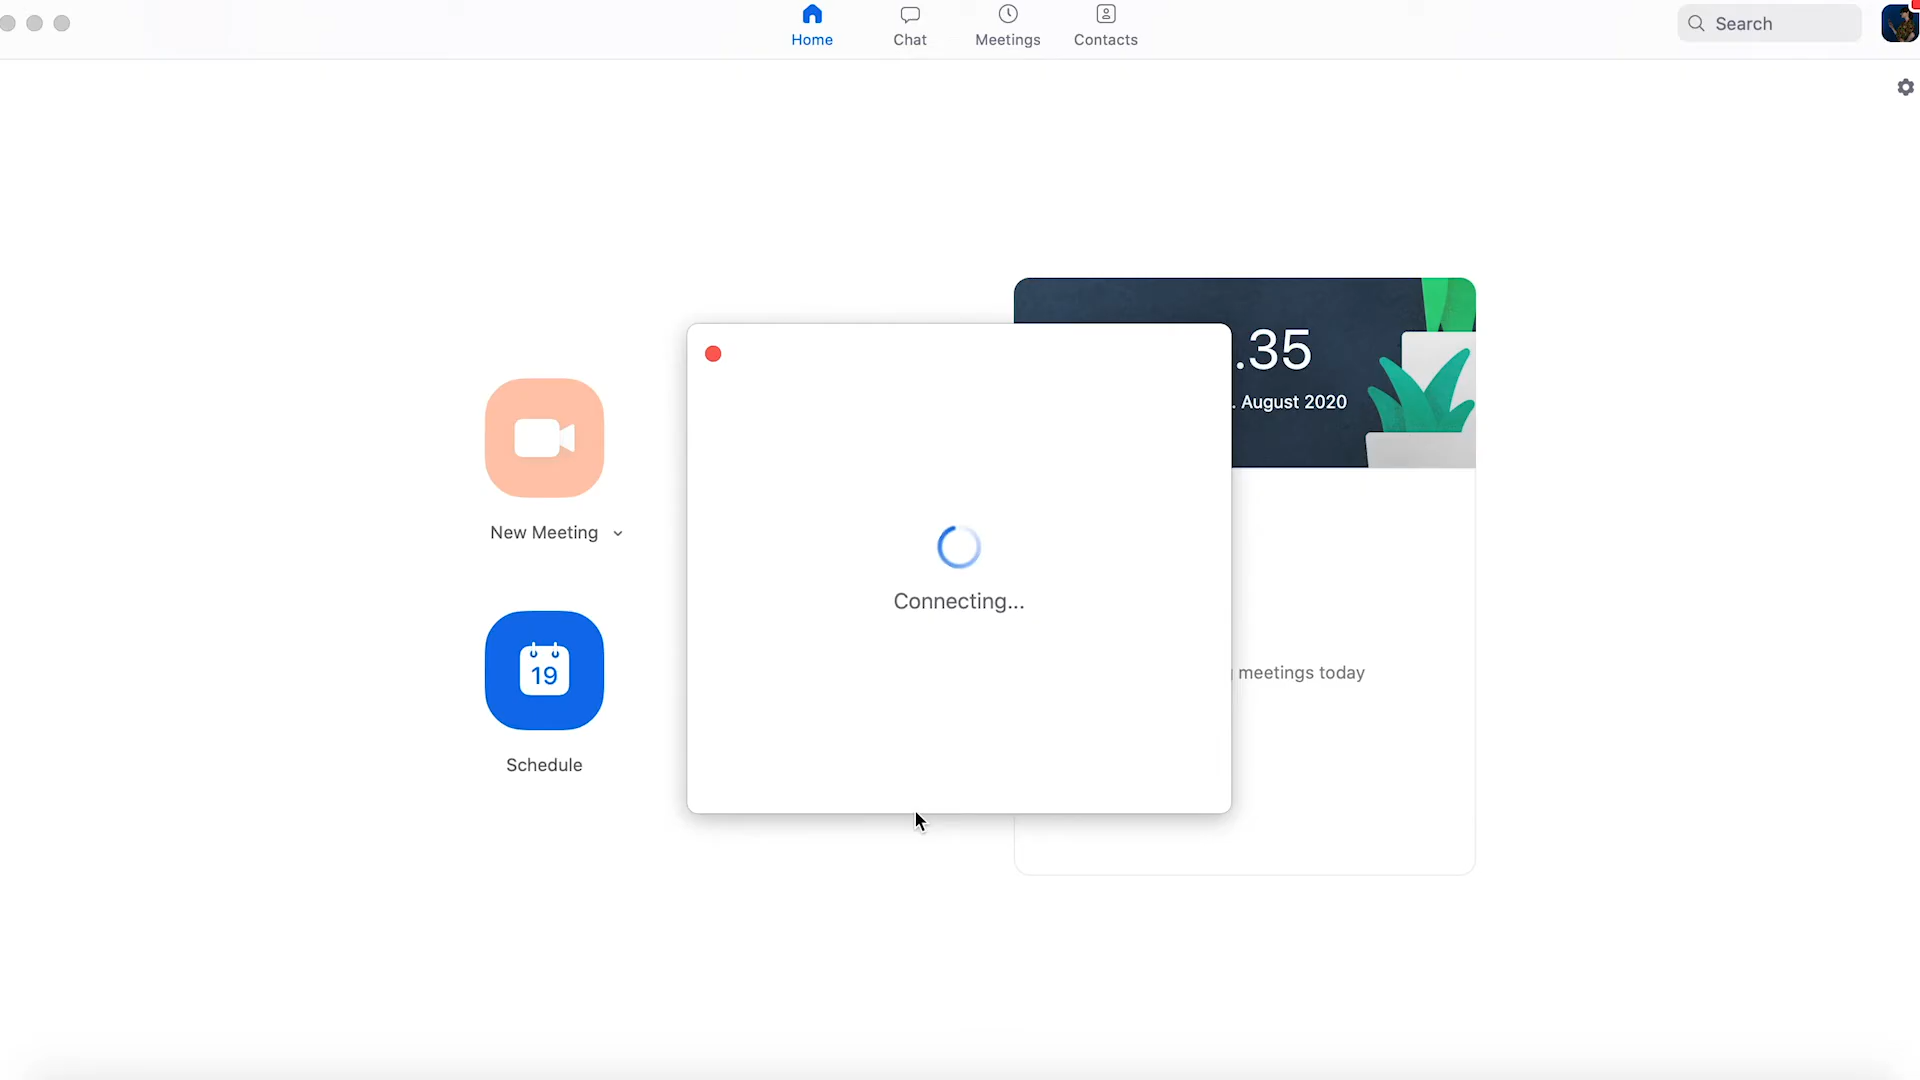 Home
Chat
Meetings
Contacts
Search
.35
. August 2020
New Meeting
19
Connecting...
meetings today
Schedule